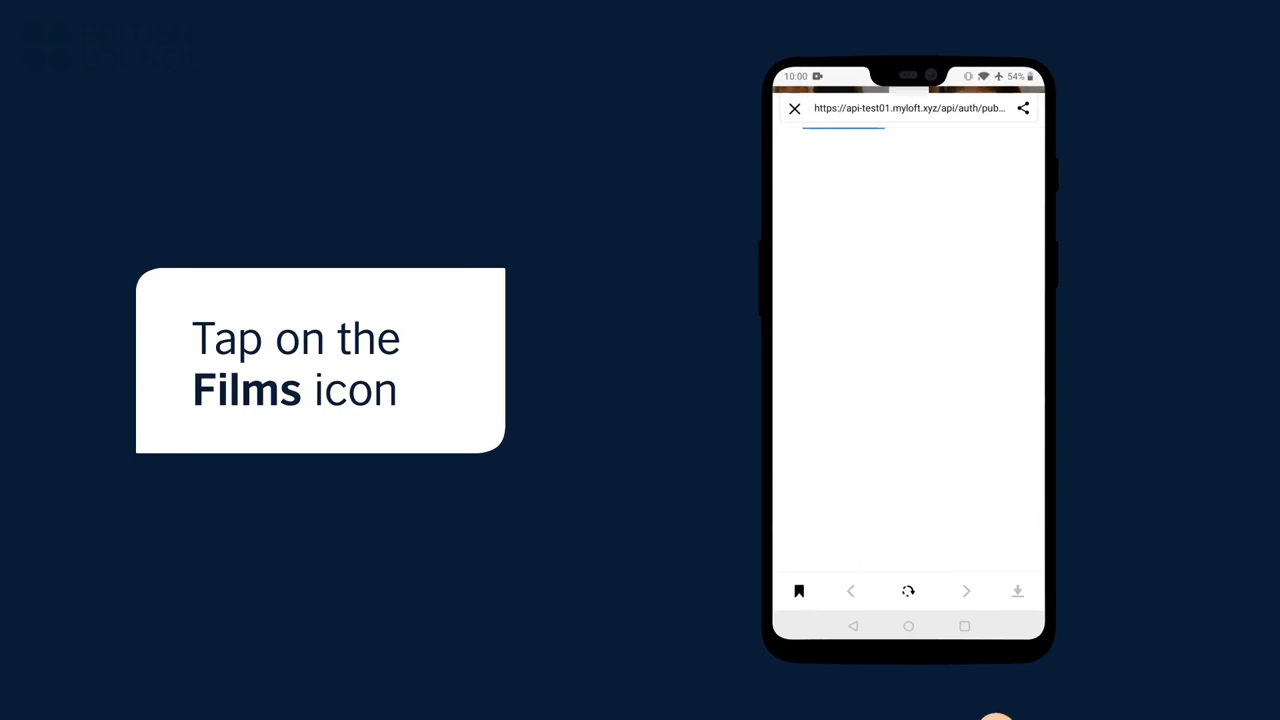 Tap on the
Films icon
10:00
54%
https://api-test01.myloft.xyz/api/auth/pub...